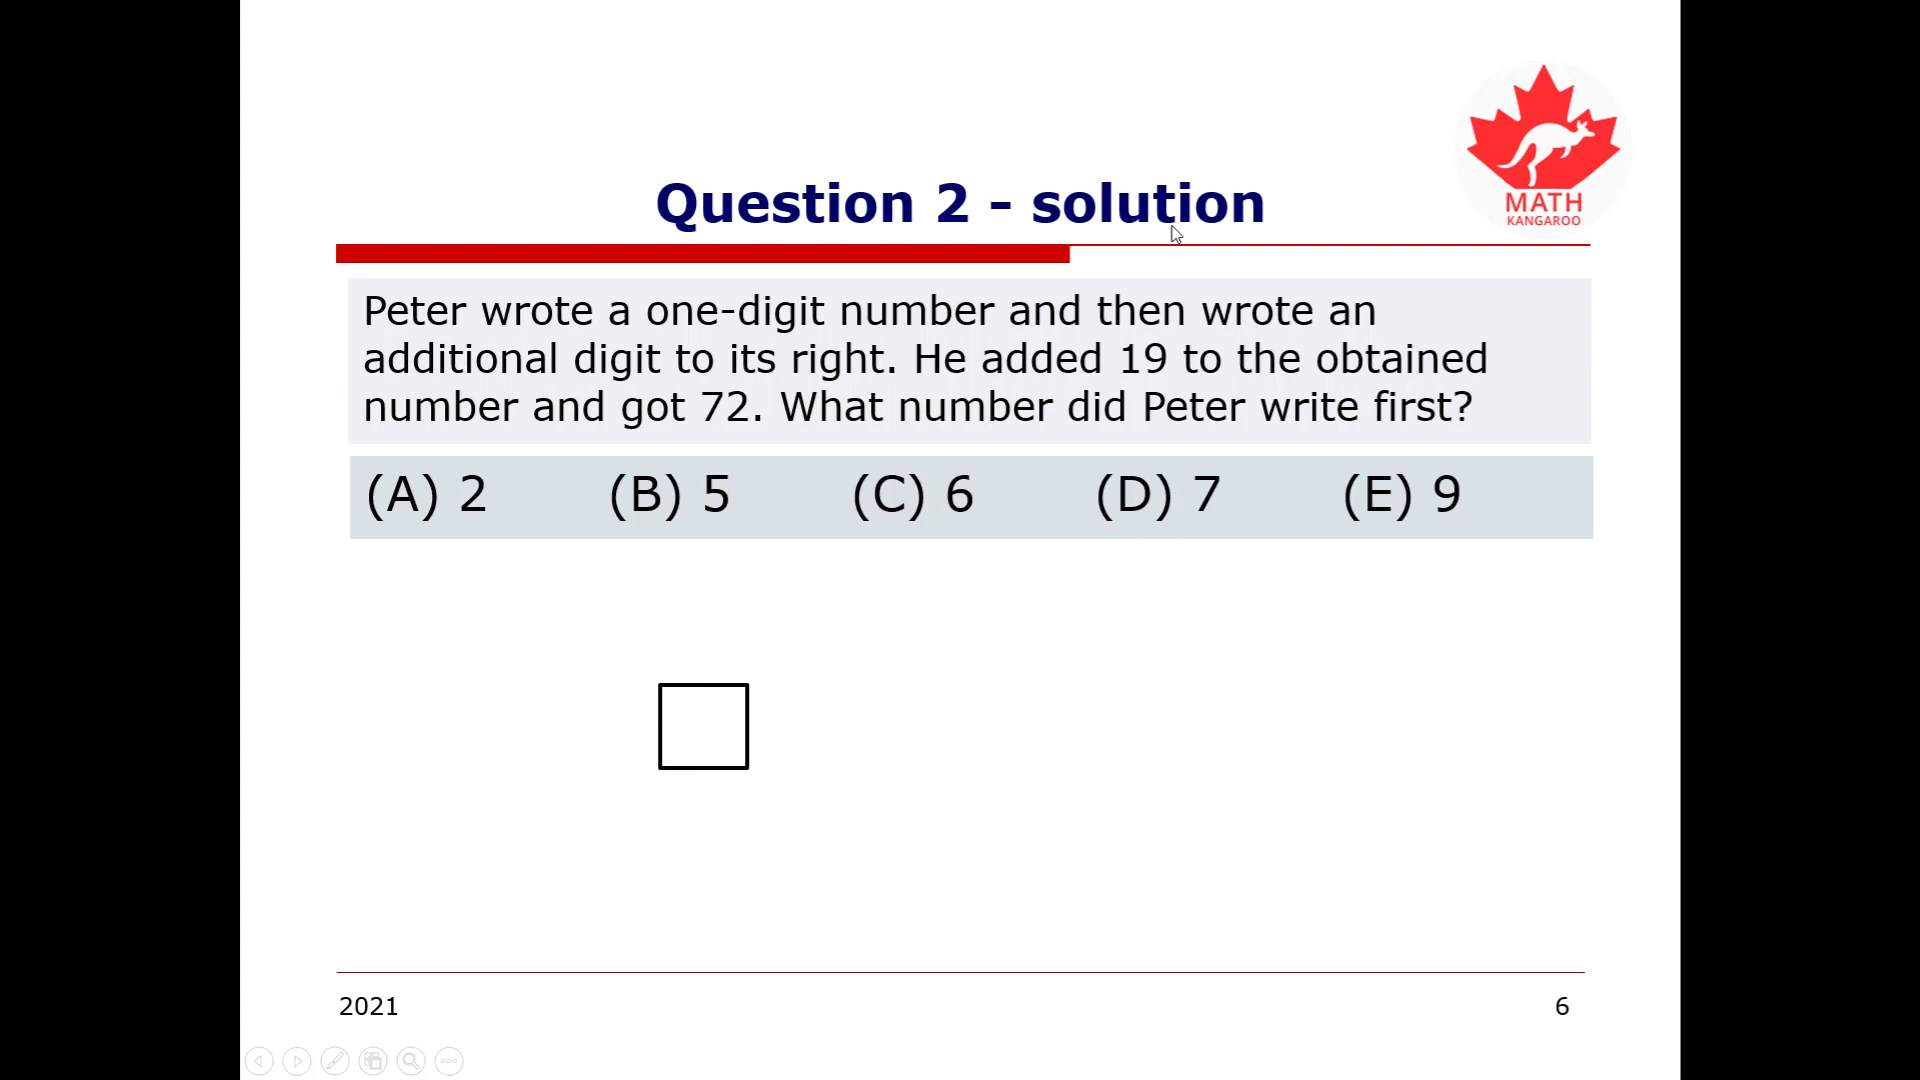 MATH
KANGAROO
Question 2 - solution
Peter wrote a one-digit number and then wrote an
additional digit to its right. He added 19 to the obtained
number and got 72. What number did Peter write first?
(A) 2 (B) 5 (C) 6 (D) 7 (E) 9
2021 6